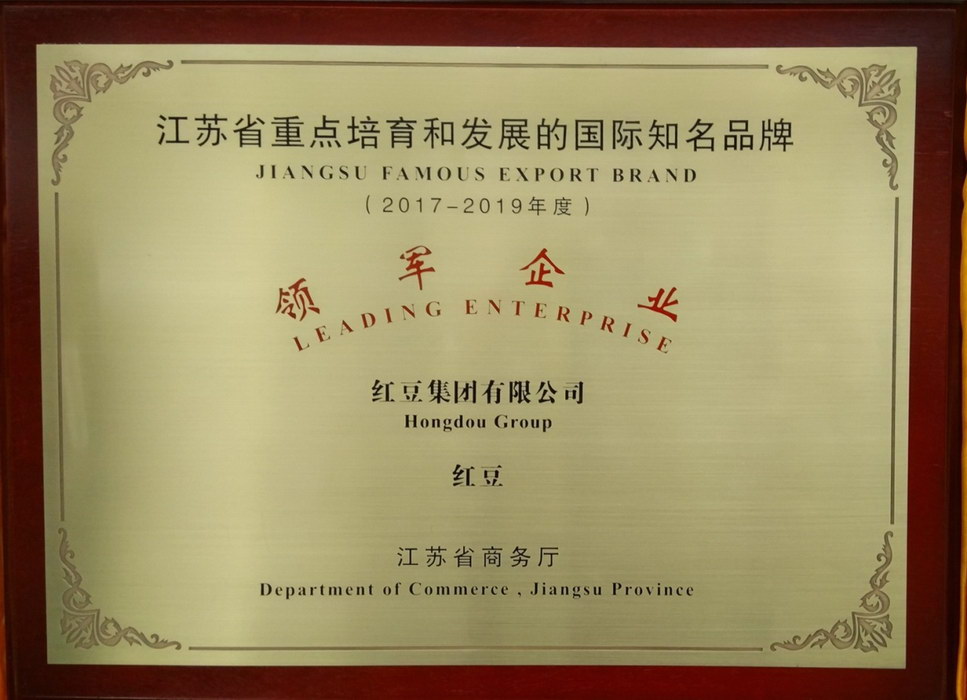 江苏省重点培育和发展的国际知名品牌
JIANGSU FAMOUS EXPORT BRAND
(2017-2019年度)
领军企业
LEADING ENTERPRISE
红豆集团有限公司
Hongdou Group
红豆
江苏省商务厅
Department of Commerce , Jiangsu Province